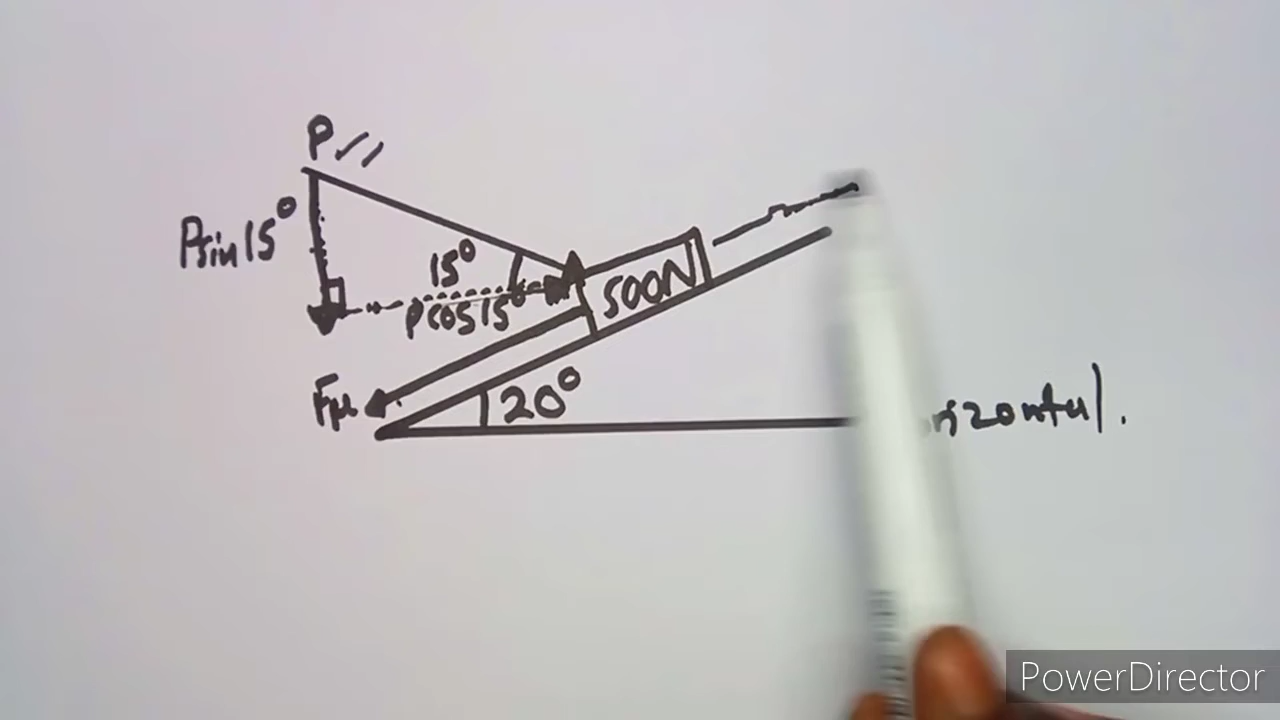 P
Psin15°
15°
Pcos15°
500N
Fμ
20°
PowerDirector